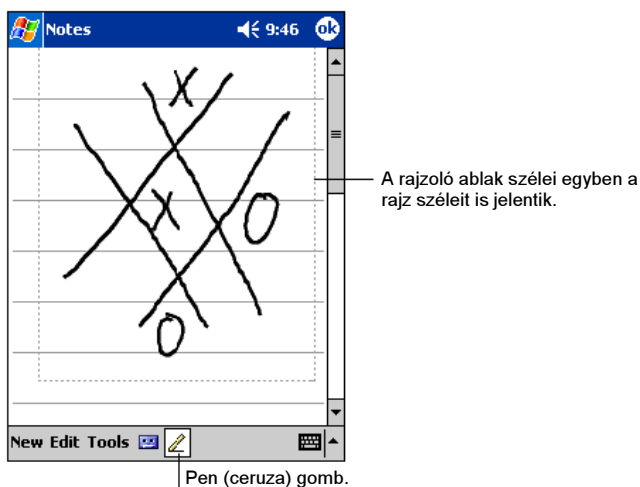 Notes 9:46 ok
X
A rajzoló ablak szélei egyben a
rajz széleit is jelentik.
X O
O
New Edit Tools
Pen (ceruza) gomb.